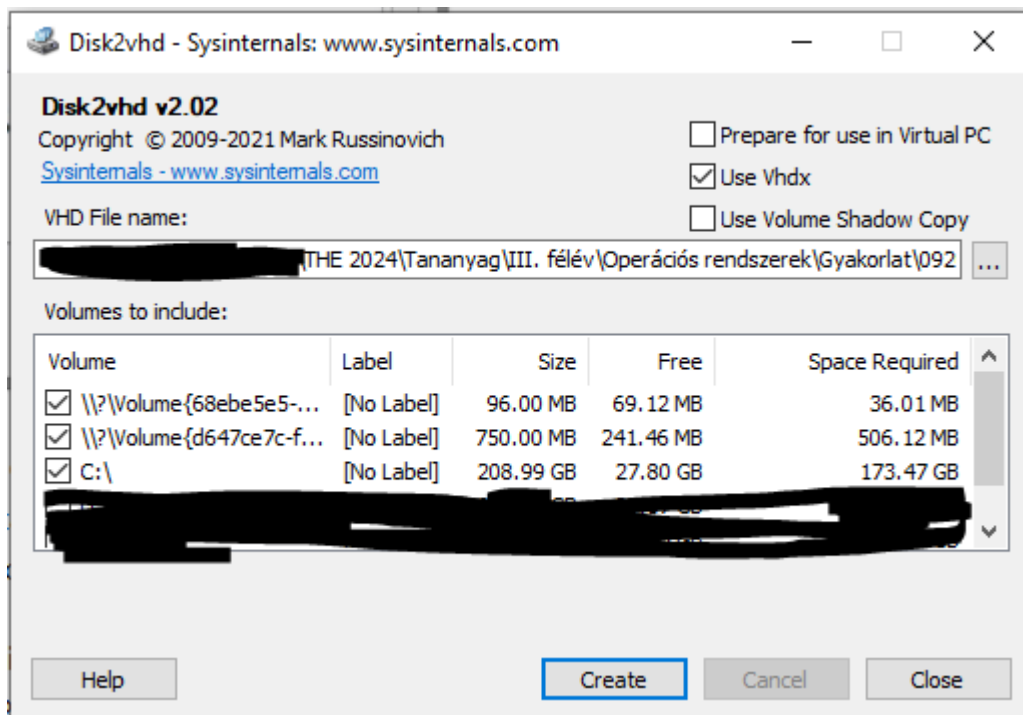 Disk2vhd - Sysinternals: www.sysinternals.com
Disk2vhd v2.02
Copyright © 2009-2021 Mark Russinovich
Sysinternals - www.sysinternals.com
Prepare for use in Virtual PC
Use Vhdx
Use Volume Shadow Copy
VHD File name:
\THE 2024\Tananyag\III. félév\Operációs rendszerek\Gyakorlat\092
...
Volumes to include:
Volume Label Size Free Space Required
\\?\Volume{68ebe5e5-... [No Label] 96.00 MB 69.12 MB 36.01 MB
\\?\Volume{d647ce7c-f... [No Label] 750.00 MB 241.46 MB 506.12 MB
C:\ [No Label] 208.99 GB 27.80 GB 173.47 GB
Help Create Cancel Close